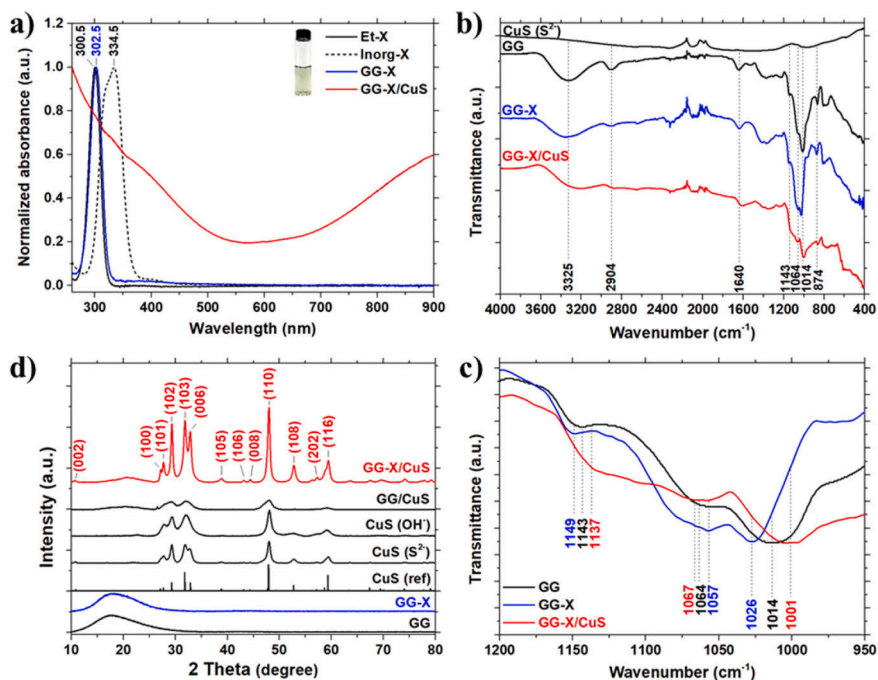 a)
300.5
302.5
334.5
Et-X
Inorg-X
GG-X
GG-X/CuS
Normalized absorbance (a.u.)
1.2
1.0
0.8
0.6
0.4
0.2
0.0
300 400 500 600 700 800 900
Wavelength (nm)
b)
CuS (S²⁻)
GG
GG-X
GG-X/CuS
Transmittance (a.u.)
3325
2904
1640
1143
1064
1014
874
4000 3600 3200 2800 2400 2000 1600 1200 800 400
Wavenumber (cm⁻¹)
d)
(002)
(100)
(101)
(102)
(103)
(006)
(105)
(106)
(008)
(110)
(108)
(202)
(116)
GG-X/CuS
GG/CuS
CuS (OH⁻)
CuS (S²⁻)
CuS (ref)
GG-X
GG
Intensity (a.u.)
10 20 30 40 50 60 70 80
2 Theta (degree)
c)
1149
1143
1137
1067
1064
1057
1026
1014
1001
GG
GG-X
GG-X/CuS
Transmittance (a.u.)
1200 1150 1100 1050 1000 950
Wavenumber (cm⁻¹)